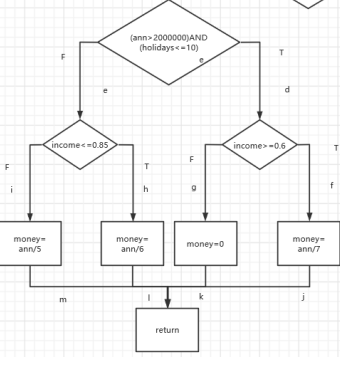 (ann>2000000)AND
(holidays<=10)
e
F
T
e
d
income<=0.85
income>=0.6
F
T
F
T
i
h
g
f
money=
ann/5
money=
ann/6
money=0
money=
ann/7
m
l
k
j
return